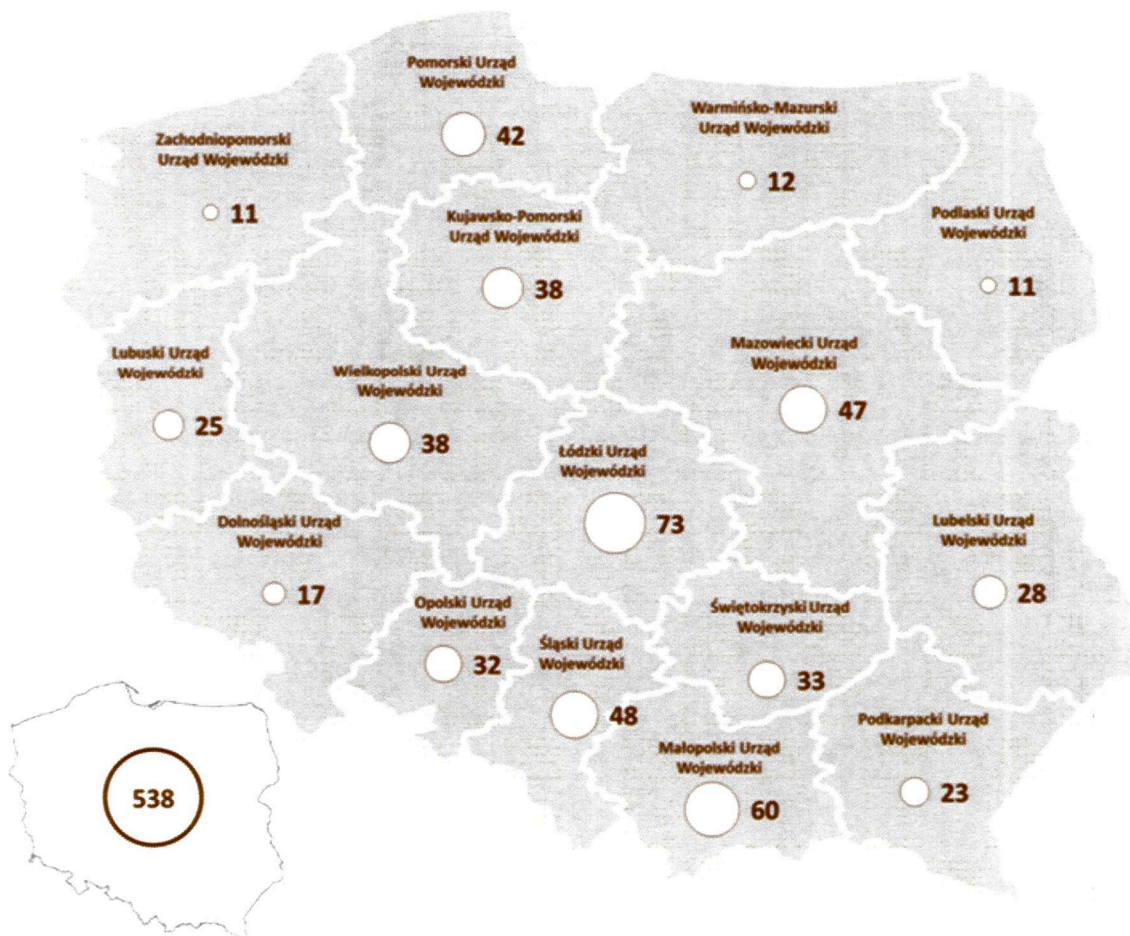 Pomorski Urząd
Wojewódzki
42
Warmińsko-Mazurski
Urząd Wojewódzki
12
Zachodniopomorski
Urząd Wojewódzki
11
Kujawsko-Pomorski
Urząd Wojewódzki
38
Podlaski Urząd
Wojewódzki
11
Lubuski Urząd
Wojewódzki
25
Wielkopolski Urząd
Wojewódzki
38
Mazowiecki Urząd
Wojewódzki
47
Łódzki Urząd
Wojewódzki
73
Dolnośląski Urząd
Wojewódzki
17
Lubelski Urząd
Wojewódzki
28
Opolski Urząd
Wojewódzki
32
Śląski Urząd
Wojewódzki
48
Świętokrzyski Urząd
Wojewódzki
33
Małopolski Urząd
Wojewódzki
60
Podkarpacki Urząd
Wojewódzki
23
538